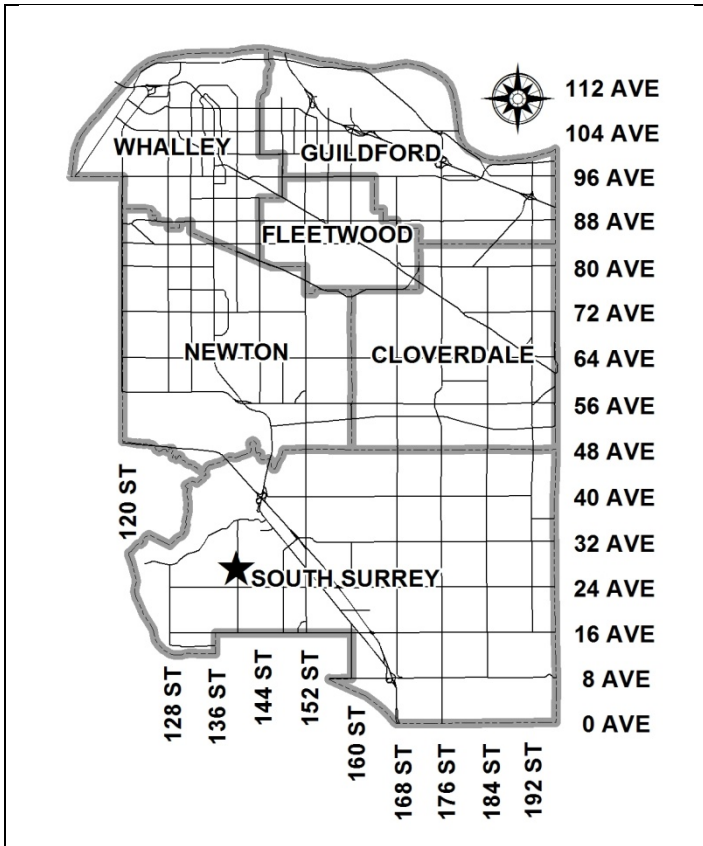 112 AVE
104 AVE
WHALLEY
GUILDFORD
96 AVE
88 AVE
FLEETWOOD
80 AVE
72 AVE
NEWTON
CLOVERDALE
64 AVE
56 AVE
48 AVE
120 ST
40 AVE
32 AVE
SOUTH SURREY
24 AVE
16 AVE
8 AVE
0 AVE
128 ST
136 ST
144 ST
152 ST
160 ST
168 ST
176 ST
184 ST
192 ST